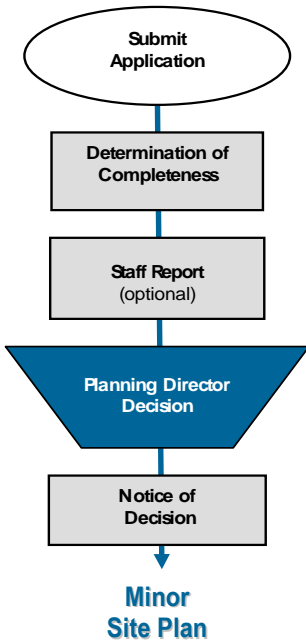 Submit
Application
Determination of
Completeness
Staff Report
(optional)
Planning Director
Decision
Notice of
Decision
Minor
Site Plan